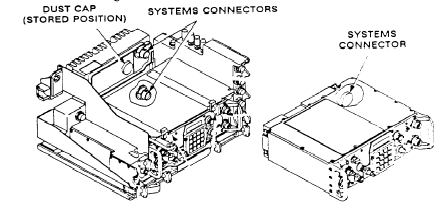 DUST CAP
(STORED POSITION)
SYSTEMS CONNECTORS
SYSTEMS
CONNECTOR